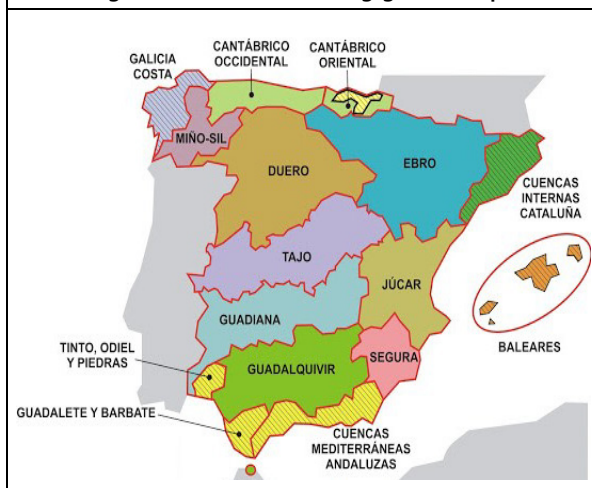 GALICIA
COSTA
CANTÁBRICO
OCCIDENTAL
CANTÁBRICO
ORIENTAL
MIÑO-SIL
DUERO
EBRO
CUENCAS
INTERNAS
CATALUÑA
TAJO
JÚCAR
BALEARES
GUADIANA
TINTO, ODIEL
Y PIEDRAS
GUADALQUIVIR
SEGURA
GUADALETE Y BARBATE
CUENCAS
MEDITERRÁNEAS
ANDALUZAS